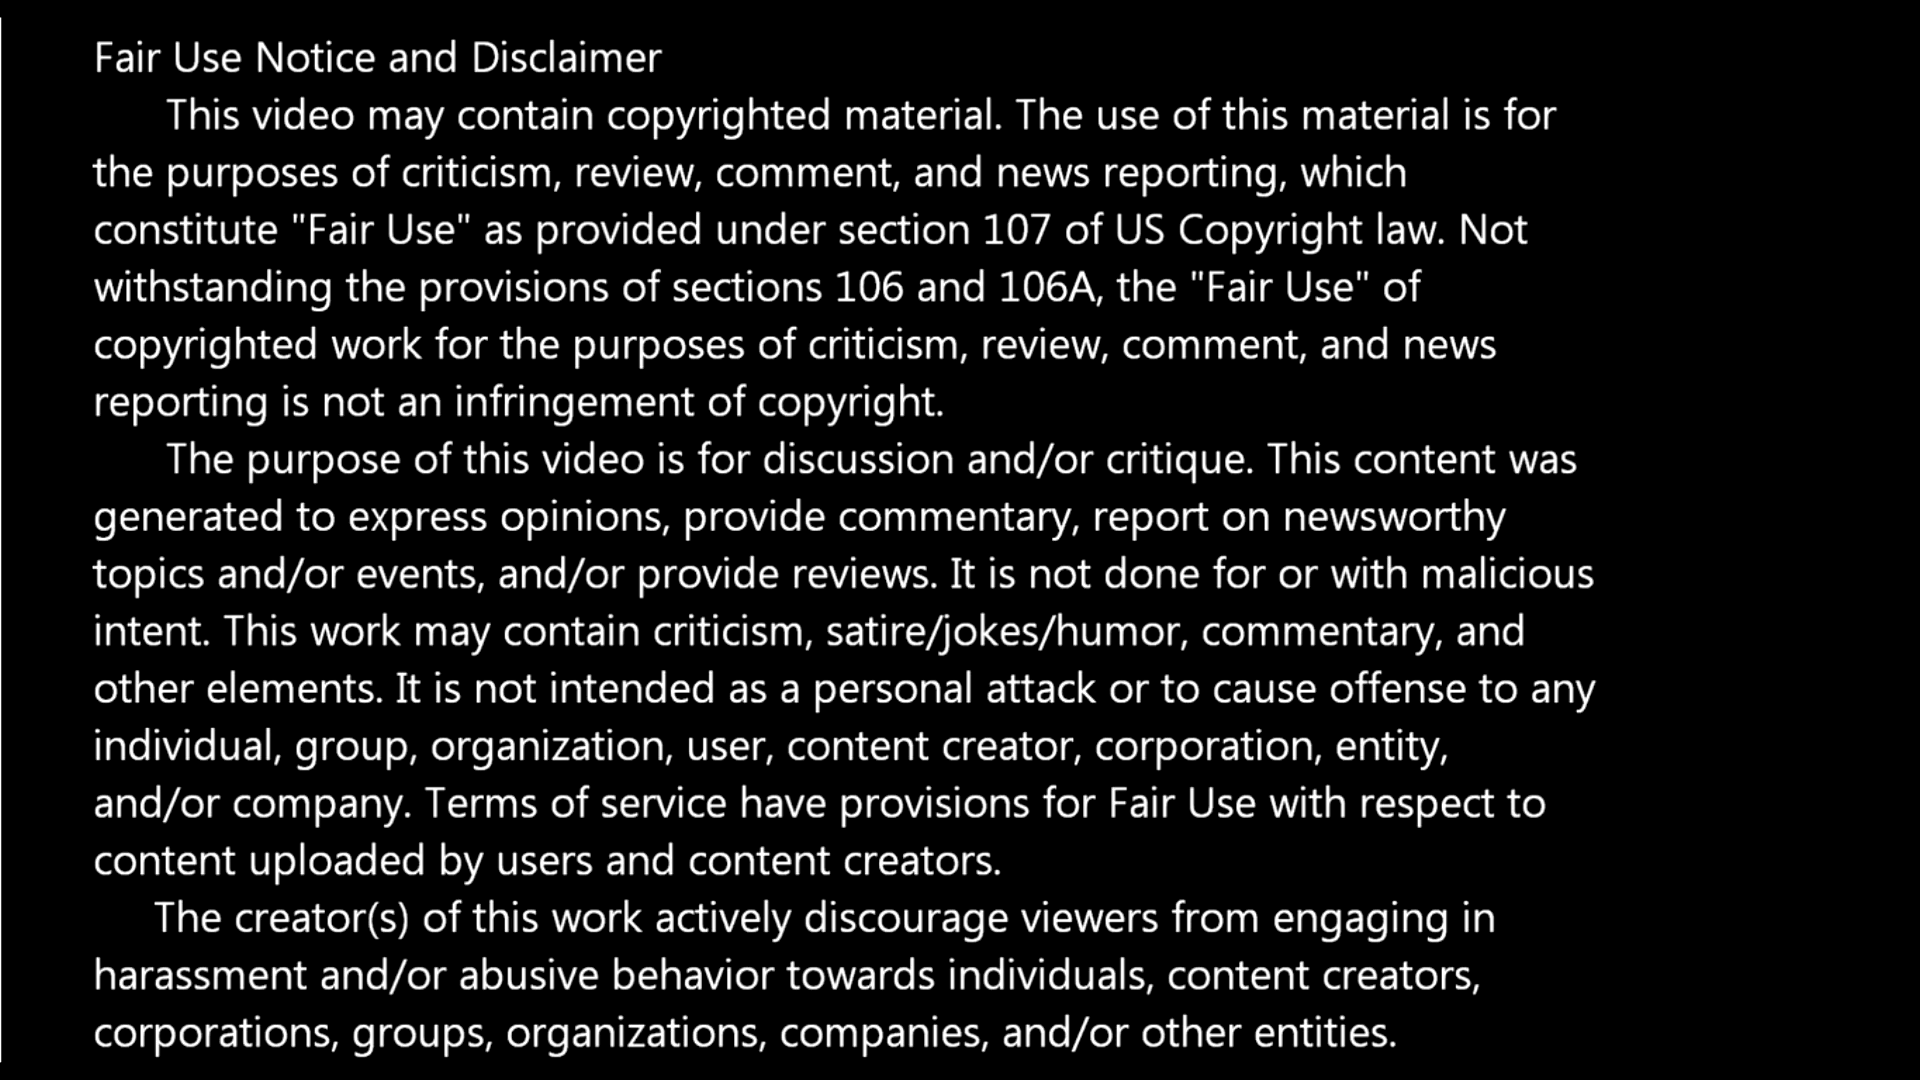 Fair Use Notice and Disclaimer
This video may contain copyrighted material. The use of this material is for
the purposes of criticism, review, comment, and news reporting, which
constitute "Fair Use" as provided under section 107 of US Copyright law. Not
withstanding the provisions of sections 106 and 106A, the "Fair Use" of
copyrighted work for the purposes of criticism, review, comment, and news
reporting is not an infringement of copyright.
The purpose of this video is for discussion and/or critique. This content was
generated to express opinions, provide commentary, report on newsworthy
topics and/or events, and/or provide reviews. It is not done for or with malicious
intent. This work may contain criticism, satire/jokes/humor, commentary, and
other elements. It is not intended as a personal attack or to cause offense to any
individual, group, organization, user, content creator, corporation, entity,
and/or company. Terms of service have provisions for Fair Use with respect to
content uploaded by users and content creators.
The creator(s) of this work actively discourage viewers from engaging in
harassment and/or abusive behavior towards individuals, content creators,
corporations, groups, organizations, companies, and/or other entities.